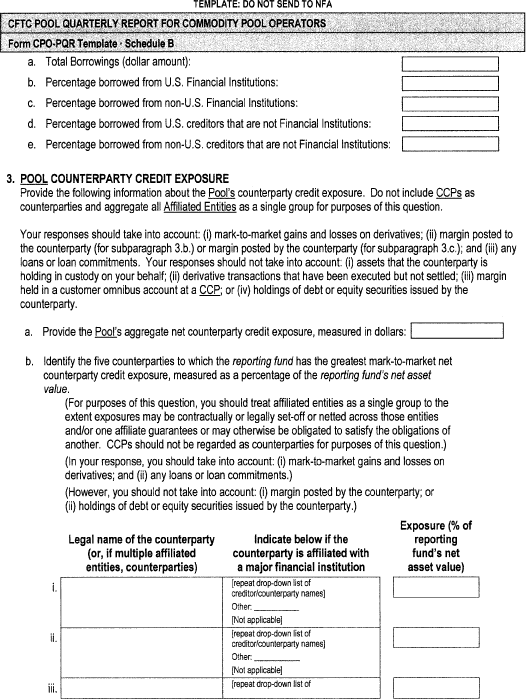 TEMPLATE: DO NOT SEND TO NFA
CFTC POOL QUARTERLY REPORT FOR COMMODITY POOL OPERATORS
Form CPO-PQR Template · Schedule B
a. Total Borrowings (dollar amount):
b. Percentage borrowed from U.S. Financial Institutions:
c. Percentage borrowed from non-U.S. Financial Institutions:
d. Percentage borrowed from U.S. creditors that are not Financial Institutions:
e. Percentage borrowed from non-U.S. creditors that are not Financial Institutions:
3. POOL COUNTERPARTY CREDIT EXPOSURE
Provide the following information about the Pool's counterparty credit exposure. Do not include CCPs as
counterparties and aggregate all Affiliated Entities as a single group for purposes of this question.
Your responses should take into account: (i) mark-to-market gains and losses on derivatives; (ii) margin posted to
the counterparty (for subparagraph 3.b.) or margin posted by the counterparty (for subparagraph 3.c.); and (iii) any
loans or loan commitments. Your responses should not take into account: (i) assets that the counterparty is
holding in custody on your behalf; (ii) derivative transactions that have been executed but not settled; (iii) margin
held in a customer omnibus account at a CCP; or (iv) holdings of debt or equity securities issued by the
counterparty.
a. Provide the Pool's aggregate net counterparty credit exposure, measured in dollars:
b. Identify the five counterparties to which the reporting fund has the greatest mark-to-market net
counterparty credit exposure, measured as a percentage of the reporting fund's net asset
value.
(For purposes of this question, you should treat affiliated entities as a single group to the
extent exposures may be contractually or legally set-off or netted across those entities
and/or one affiliate guarantees or may otherwise be obligated to satisfy the obligations of
another. CCPs should not be regarded as counterparties for purposes of this question.)
(In your response, you should take into account: (i) mark-to-market gains and losses on
derivatives; and (ii) any loans or loan commitments.)
(However, you should not take into account: (i) margin posted by the counterparty; or
(ii) holdings of debt or equity securities issued by the counterparty.)
Legal name of the counterparty
(or, if multiple affiliated
entities, counterparties)
Indicate below if the
counterparty is affiliated with
a major financial institution
Exposure (% of
reporting
fund's net
asset value)
i.
[repeat drop-down list of
creditor/counterparty names]
Other: __________
[Not applicable]
ii.
[repeat drop-down list of
creditor/counterparty names]
Other: __________
[Not applicable]
iii.
[repeat drop-down list of